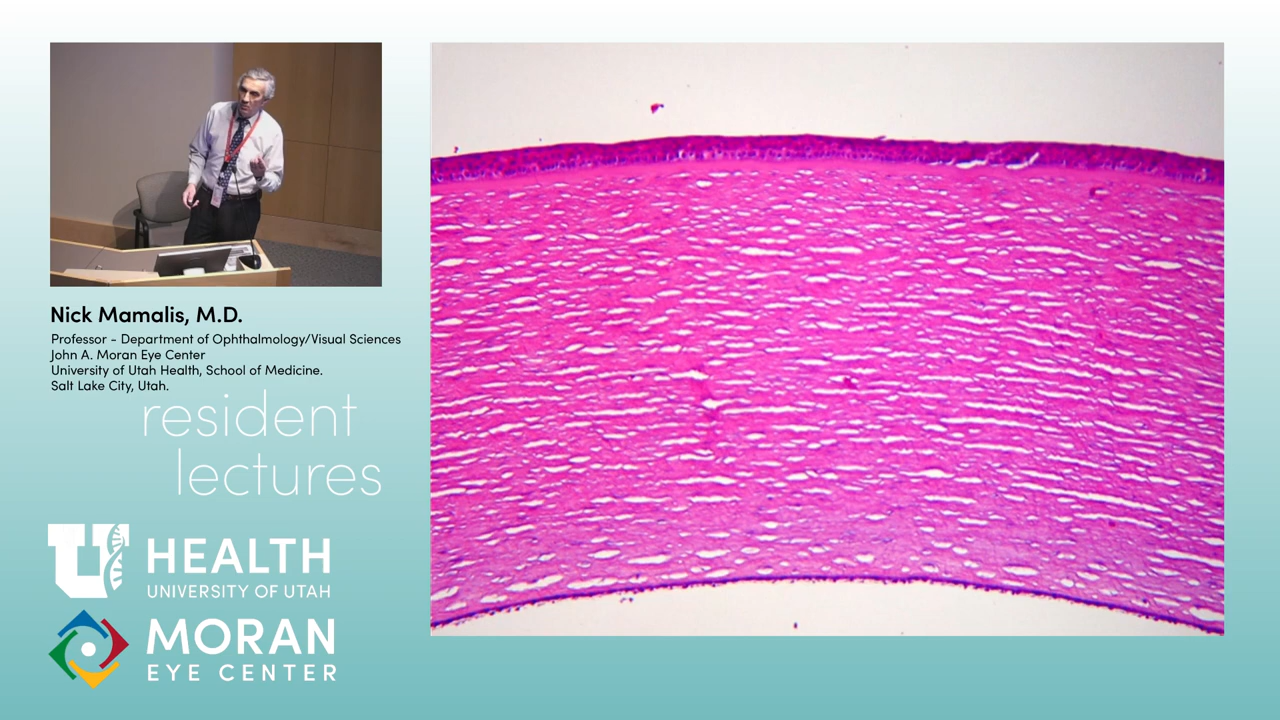 Nick Mamalis, M.D.
Professor - Department of Ophthalmology/Visual Sciences
John A. Moran Eye Center
University of Utah Health, School of Medicine.
Salt Lake City, Utah.
resident
lectures
U HEALTH
UNIVERSITY OF UTAH
MORAN
EYE CENTER